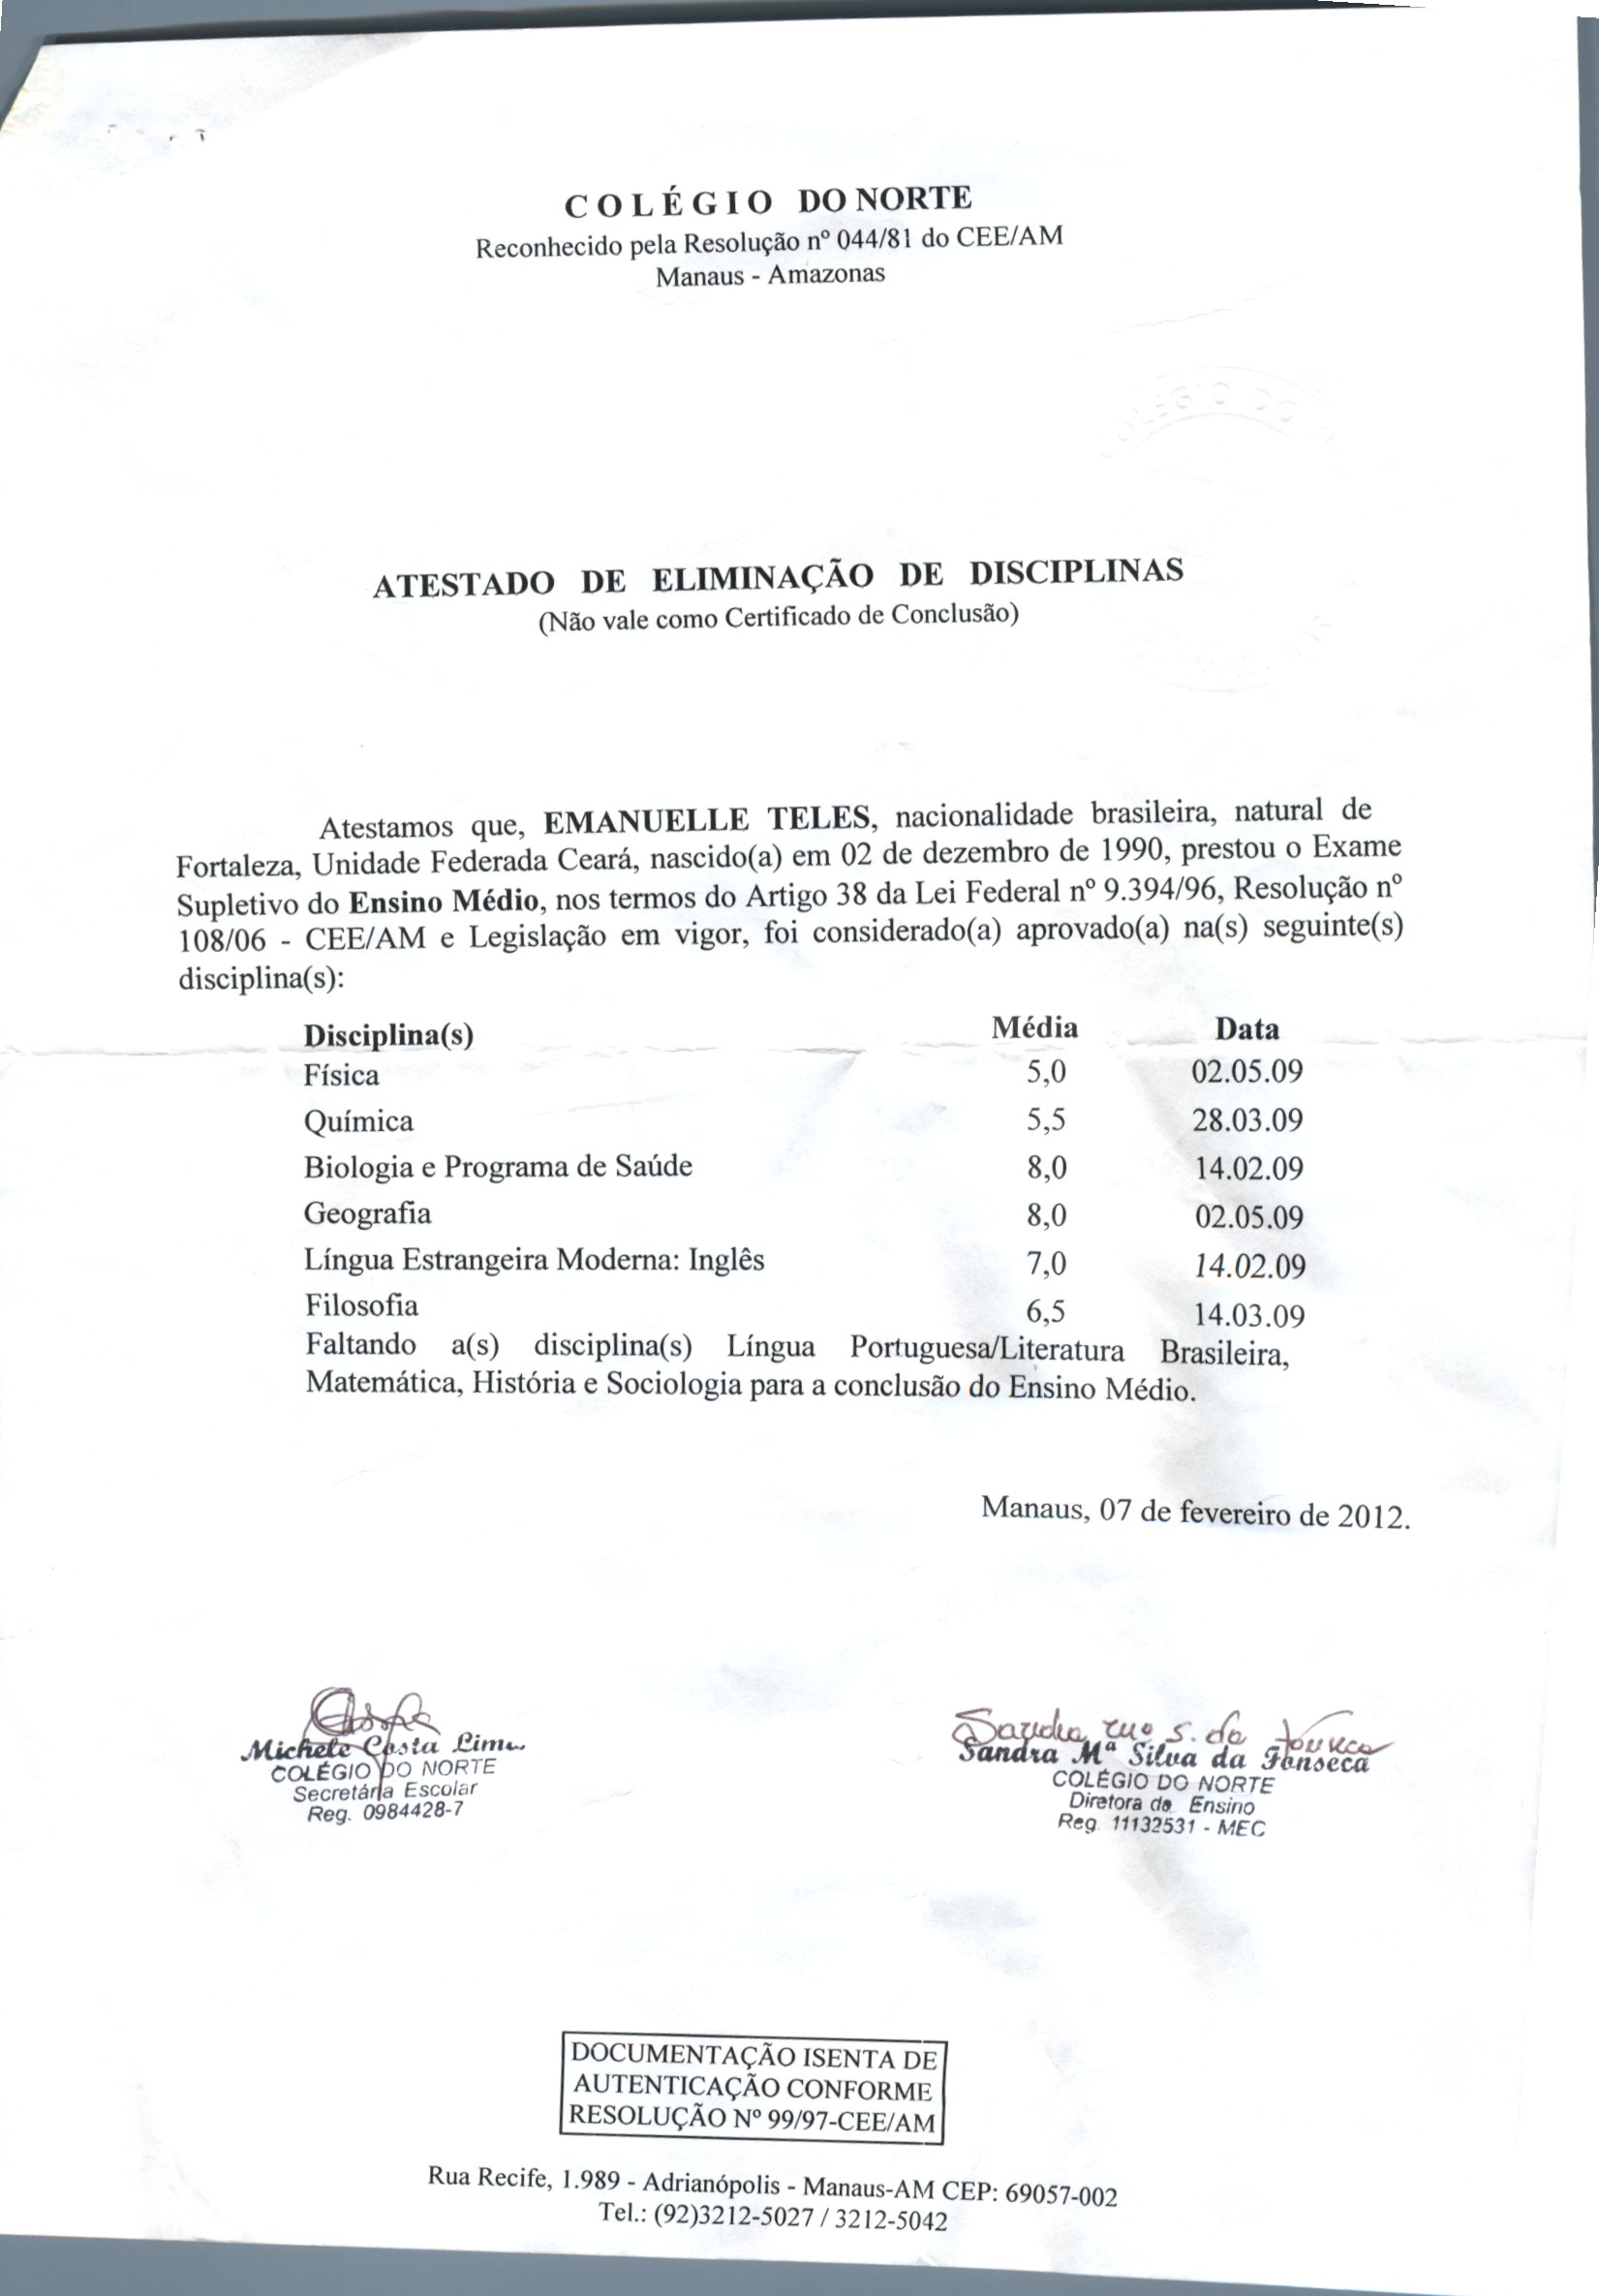 COLÉGIO DO NORTE
Reconhecido pela Resolução nº 044/81 do CEE/AM
Manaus - Amazonas
OLÉGIO DO
ATESTADO DE ELIMINAÇÃO DE DISCIPLINAS
(Não vale como Certificado de Conclusão)
Atestamos que, EMANUELLE TELES, nacionalidade brasileira, natural de
Fortaleza, Unidade Federada Ceará, nascido(a) em 02 de dezembro de 1990, prestou o Exame
Supletivo do Ensino Médio, nos termos do Artigo 38 da Lei Federal nº 9.394/96, Resolução nº
108/06 - CEE/AM e Legislação em vigor, foi considerado(a) aprovado(a) na(s) seguinte(s)
disciplina(s):
Disciplina(s) Média Data
Física 5,0 02.05.09
Química 5,5 28.03.09
Biologia e Programa de Saúde 8,0 14.02.09
Geografia 8,0 02.05.09
Língua Estrangeira Moderna: Inglês 7,0 14.02.09
Filosofia 6,5 14.03.09
Faltando a(s) disciplina(s) Língua Portuguesa/Literatura Brasileira,
Matemática, História e Sociologia para a conclusão do Ensino Médio.
Manaus, 07 de fevereiro de 2012.
Michele Costa Lima
COLÉGIO DO NORTE
Secretária Escolar
Reg. 0984428-7
Sandra Mª S. da Fonseca
Sandra Mª Silva da Fonseca
COLÉGIO DO NORTE
Diretora de Ensino
Reg. 11132531 - MEC
DOCUMENTAÇÃO ISENTA DE
AUTENTICAÇÃO CONFORME
RESOLUÇÃO Nº 99/97-CEE/AM
Rua Recife, 1.989 - Adrianópolis - Manaus-AM CEP: 69057-002
Tel.: (92)3212-5027 / 3212-5042